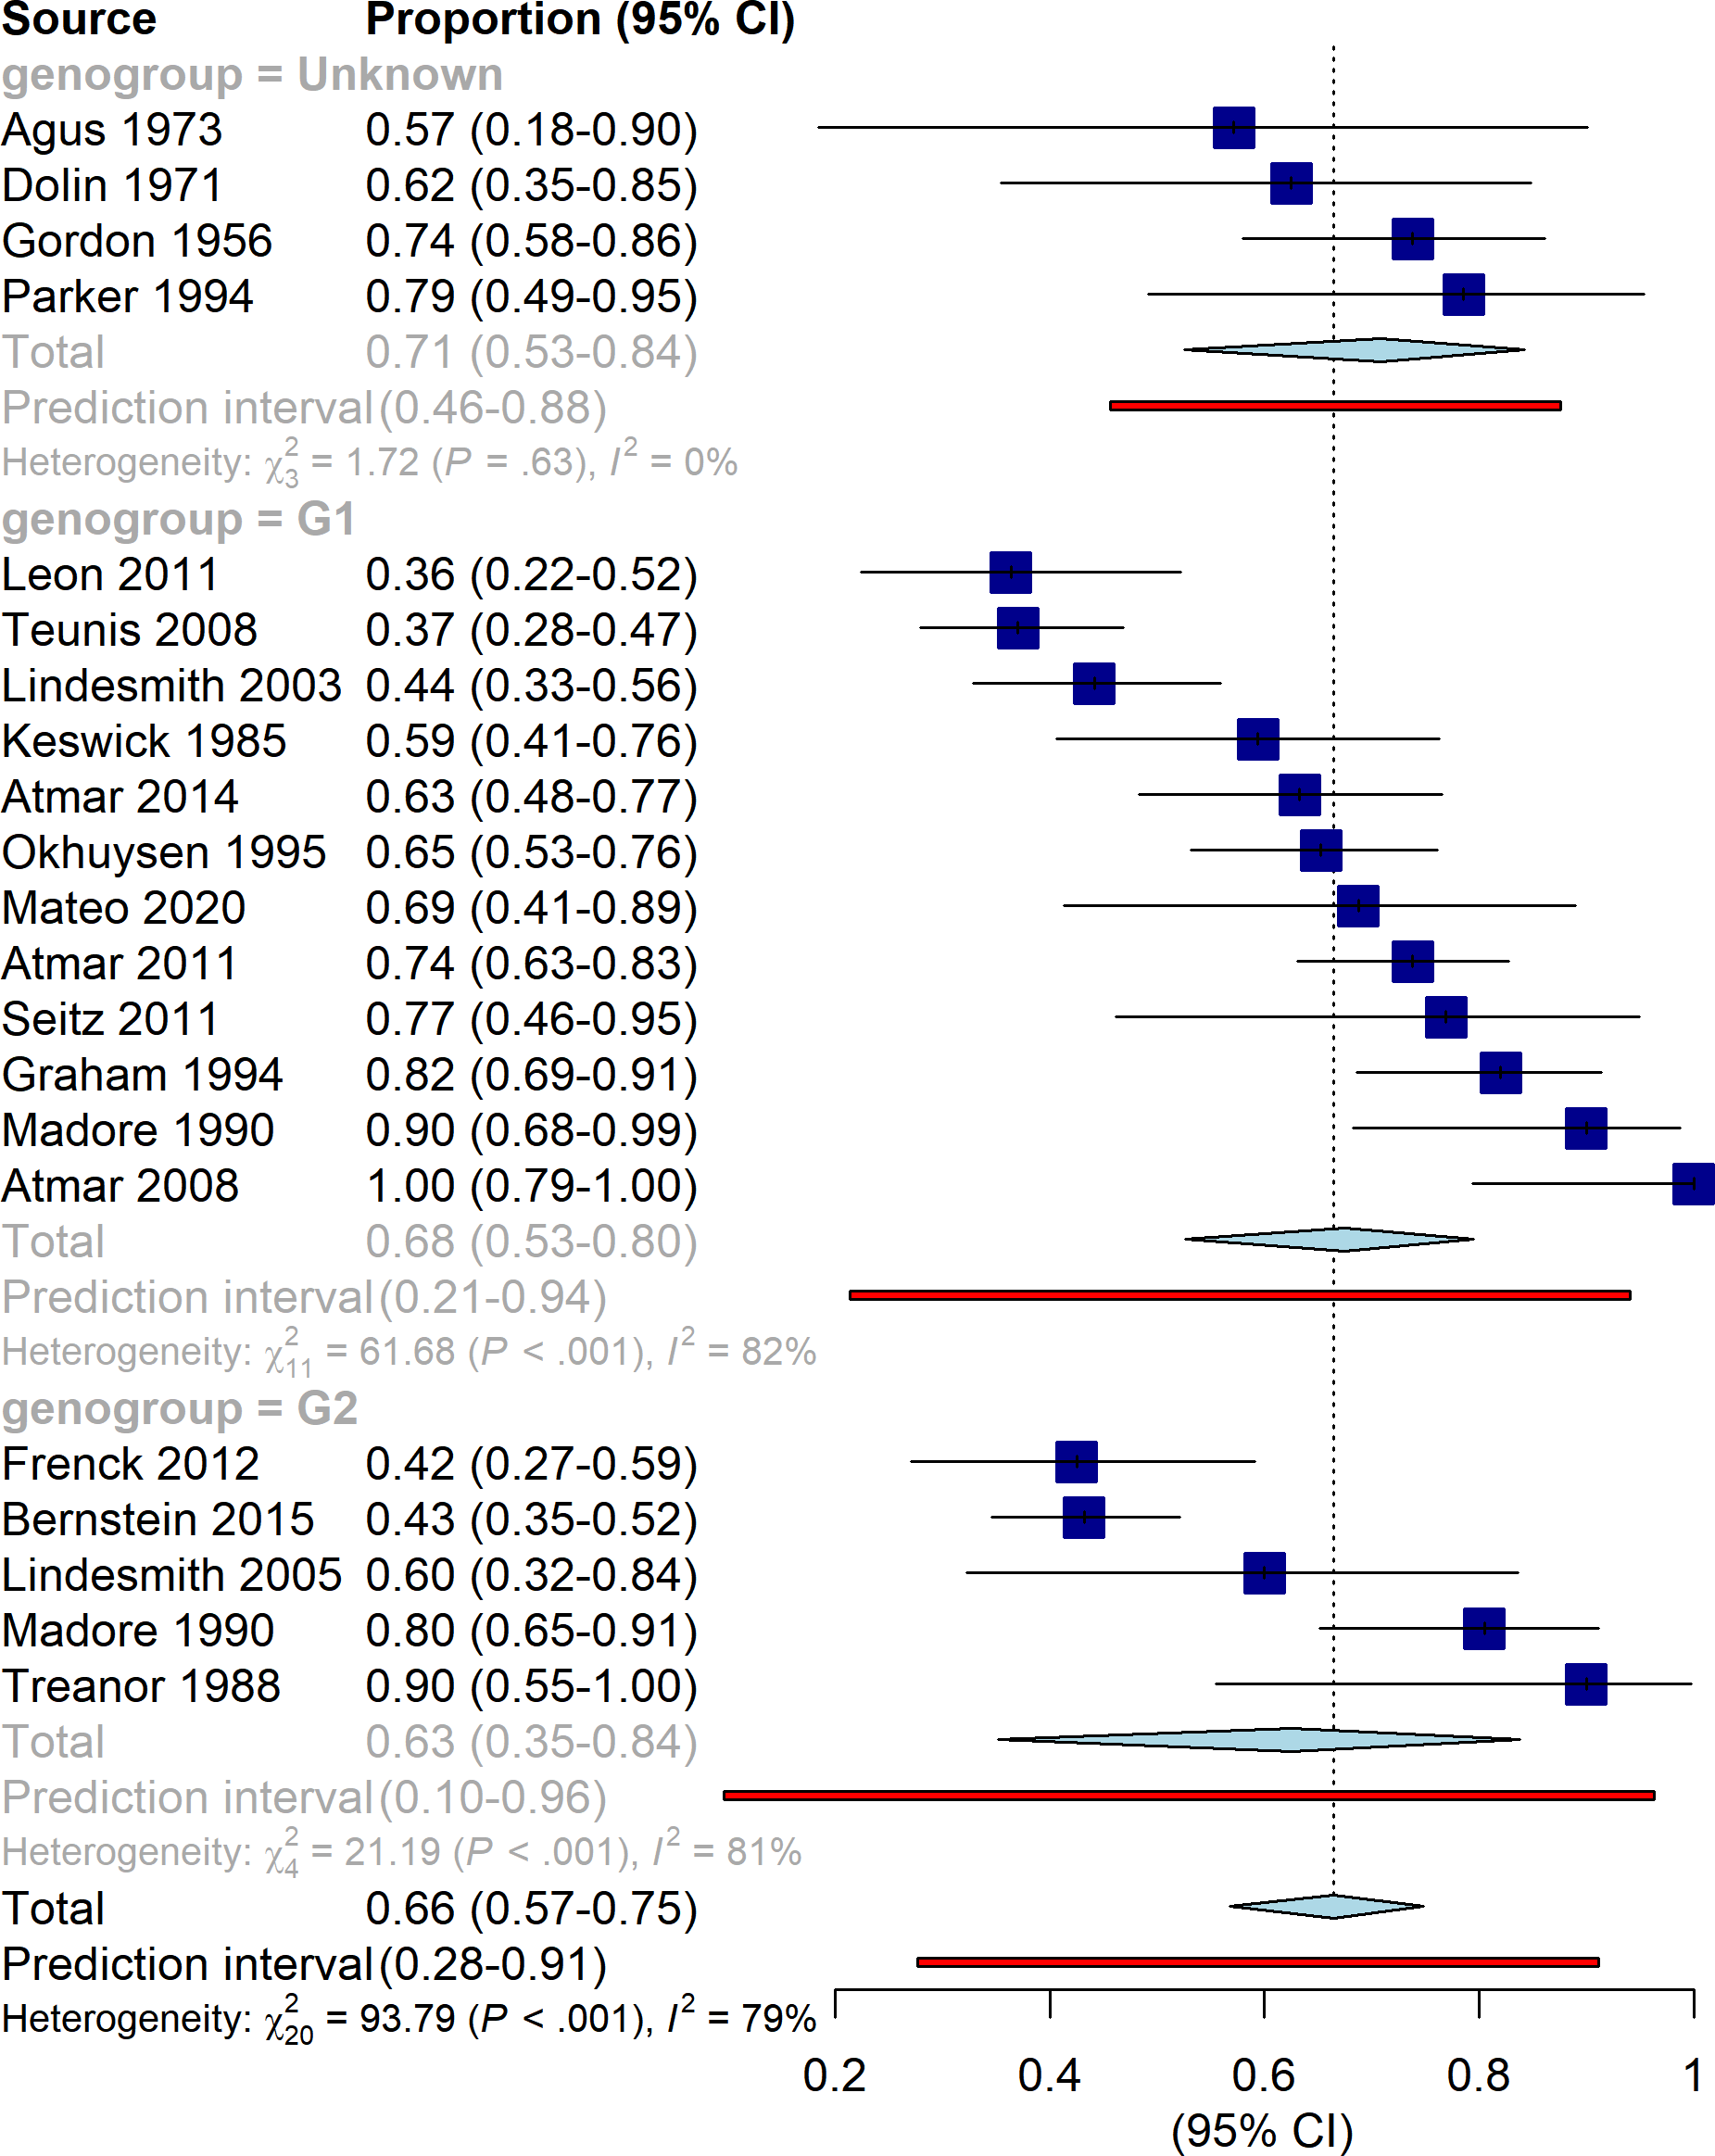 Source Proportion (95% CI)
genogroup = Unknown
Agus 1973 0.57 (0.18-0.90)
Dolin 1971 0.62 (0.35-0.85)
Gordon 1956 0.74 (0.58-0.86)
Parker 1994 0.79 (0.49-0.95)
Total 0.71 (0.53-0.84)
Prediction interval (0.46-0.88)
Heterogeneity: χ²₃ = 1.72 (P = .63), I² = 0%
genogroup = G1
Leon 2011 0.36 (0.22-0.52)
Teunis 2008 0.37 (0.28-0.47)
Lindesmith 2003 0.44 (0.33-0.56)
Keswick 1985 0.59 (0.41-0.76)
Atmar 2014 0.63 (0.48-0.77)
Okhuysen 1995 0.65 (0.53-0.76)
Mateo 2020 0.69 (0.41-0.89)
Atmar 2011 0.74 (0.63-0.83)
Seitz 2011 0.77 (0.46-0.95)
Graham 1994 0.82 (0.69-0.91)
Madore 1990 0.90 (0.68-0.99)
Atmar 2008 1.00 (0.79-1.00)
Total 0.68 (0.53-0.80)
Prediction interval (0.21-0.94)
Heterogeneity: χ²₁₁ = 61.68 (P < .001), I² = 82%
genogroup = G2
Frenck 2012 0.42 (0.27-0.59)
Bernstein 2015 0.43 (0.35-0.52)
Lindesmith 2005 0.60 (0.32-0.84)
Madore 1990 0.80 (0.65-0.91)
Treanor 1988 0.90 (0.55-1.00)
Total 0.63 (0.35-0.84)
Prediction interval (0.10-0.96)
Heterogeneity: χ²₄ = 21.19 (P < .001), I² = 81%
Total 0.66 (0.57-0.75)
Prediction interval (0.28-0.91)
Heterogeneity: χ²₂₀ = 93.79 (P < .001), I² = 79%
0.2 0.4 0.6 0.8 1
(95% CI)